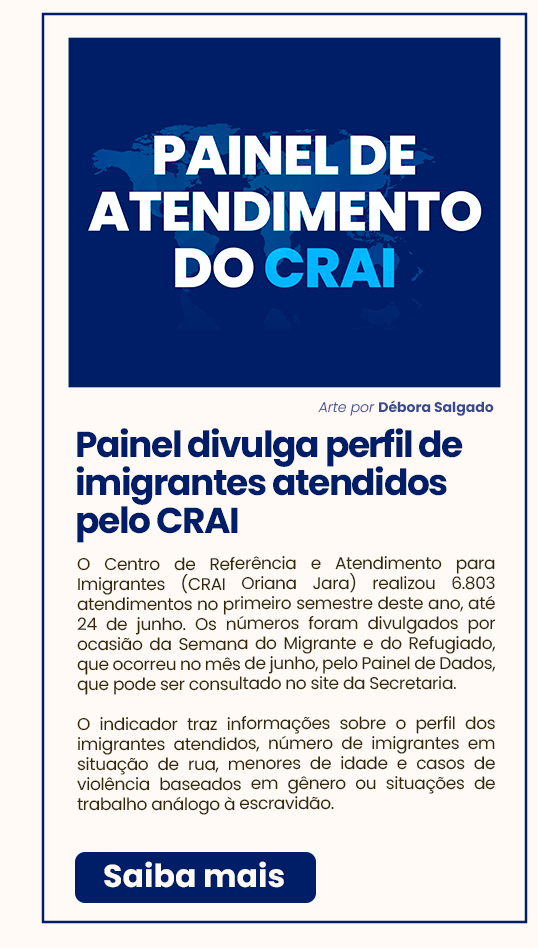 PAINEL DE
ATENDIMENTO
DO CRAI
Arte por Débora Salgado
Painel divulga perfil de
imigrantes atendidos
pelo CRAI
O Centro de Referência e Atendimento para
Imigrantes (CRAI Oriana Jara) realizou 6.803
atendimentos no primeiro semestre deste ano, até
24 de junho. Os números foram divulgados por
ocasião da Semana do Migrante e do Refugiado,
que ocorreu no mês de junho, pelo Painel de Dados,
que pode ser consultado no site da Secretaria.
O indicador traz informações sobre o perfil dos
imigrantes atendidos, número de imigrantes em
situação de rua, menores de idade e casos de
violência baseados em gênero ou situações de
trabalho análogo à escravidão.
Saiba mais